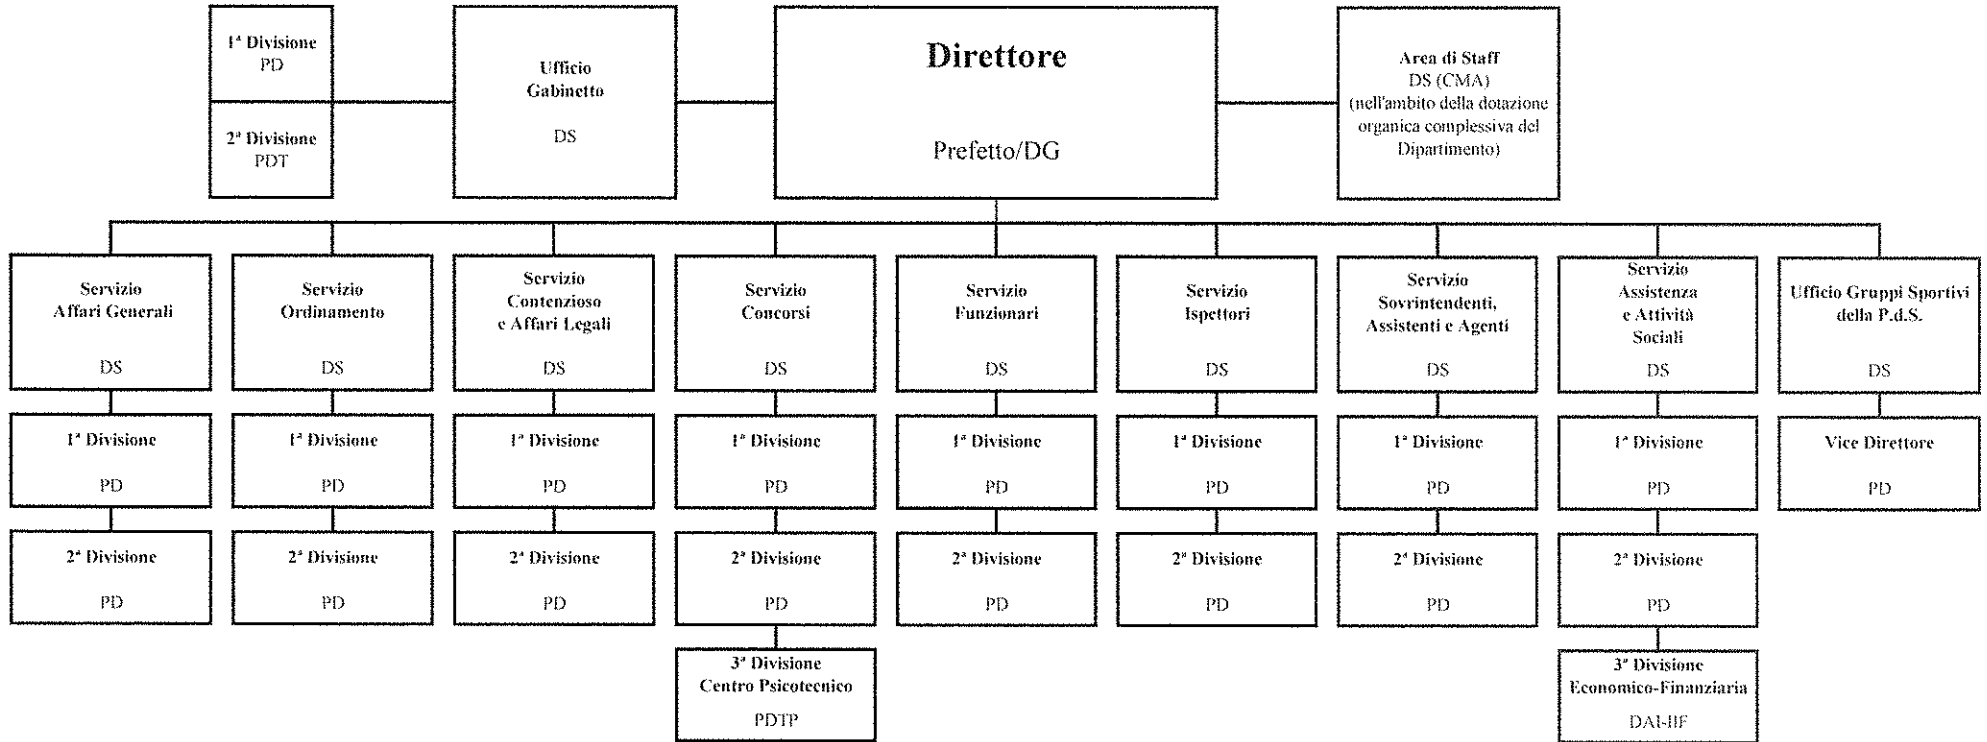 1ª Divisione
PD
2ª Divisione
PDT
Ufficio
Gabinetto
DS
Direttore
Prefetto/DG
Area di Staff
DS (CMA)
(nell'ambito della dotazione
organica complessiva del
Dipartimento)
Servizio
Affari Generali
DS
Servizio
Ordinamento
DS
Servizio
Contenzioso
e Affari Legali
DS
Servizio
Concorsi
DS
Servizio
Funzionari
DS
Servizio
Ispettori
DS
Servizio
Sovrintendenti,
Assistenti e Agenti
DS
Servizio
Assistenza
e Attività
Sociali
DS
Ufficio Gruppi Sportivi
della P.d.S.
DS
1ª Divisione
PD
1ª Divisione
PD
1ª Divisione
PD
1ª Divisione
PD
1ª Divisione
PD
1ª Divisione
PD
1ª Divisione
PD
1ª Divisione
PD
Vice Direttore
PD
2ª Divisione
PD
2ª Divisione
PD
2ª Divisione
PD
2ª Divisione
PD
2ª Divisione
PD
2ª Divisione
PD
2ª Divisione
PD
2ª Divisione
PD
3ª Divisione
Centro Psicotecnico
PDTP
3ª Divisione
Economico-Finanziaria
DAI-IIF